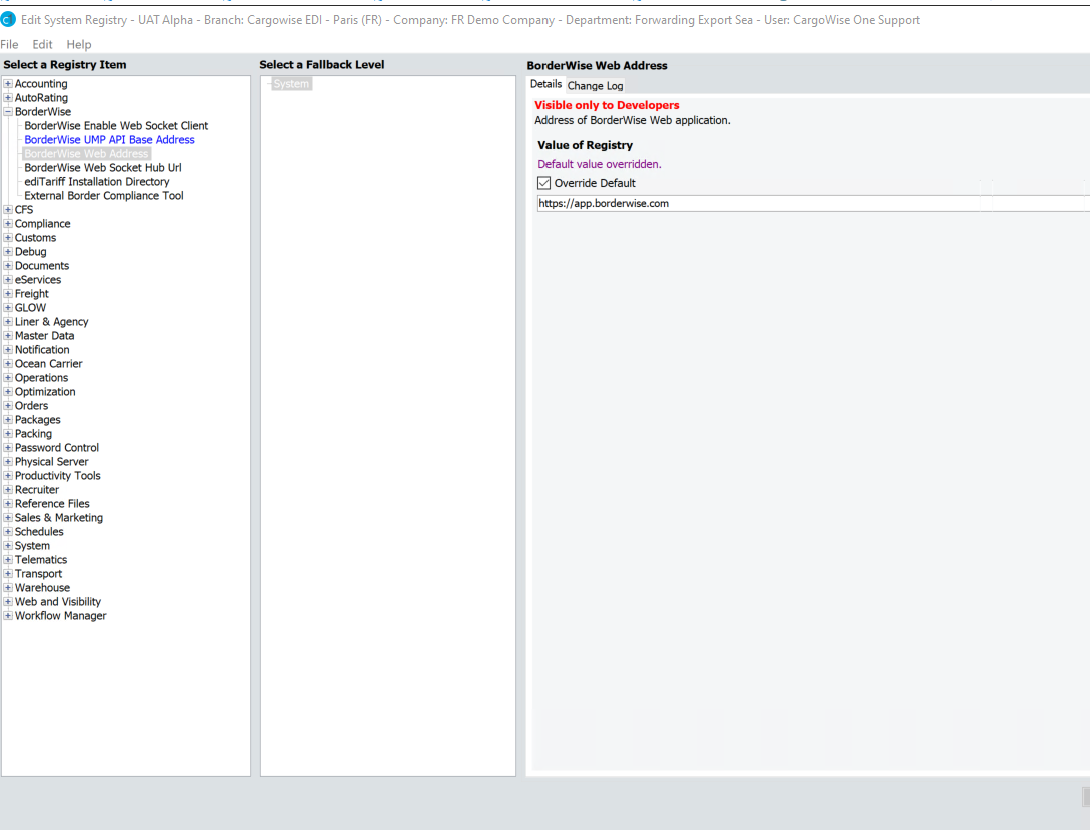 Edit System Registry - UAT Alpha - Branch: Cargowise EDI - Paris (FR) - Company: FR Demo Company - Department: Forwarding Export Sea - User: CargoWise One Support
File Edit Help
Select a Registry Item
Accounting
AutoRating
BorderWise
BorderWise Enable Web Socket Client
BorderWise UMP API Base Address
BorderWise Web Address
BorderWise Web Socket Hub Url
ediTariff Installation Directory
External Border Compliance Tool
CFS
Compliance
Customs
Debug
Documents
eServices
Freight
GLOW
Liner & Agency
Master Data
Notification
Ocean Carrier
Operations
Optimization
Orders
Packages
Packing
Password Control
Physical Server
Productivity Tools
Recruiter
Reference Files
Sales & Marketing
Schedules
System
Telematics
Transport
Warehouse
Web and Visibility
Workflow Manager
Select a Fallback Level
System
BorderWise Web Address
Details Change Log
Visible only to Developers
Address of BorderWise Web application.
Value of Registry
Default value overridden.
Override Default
https://app.borderwise.com